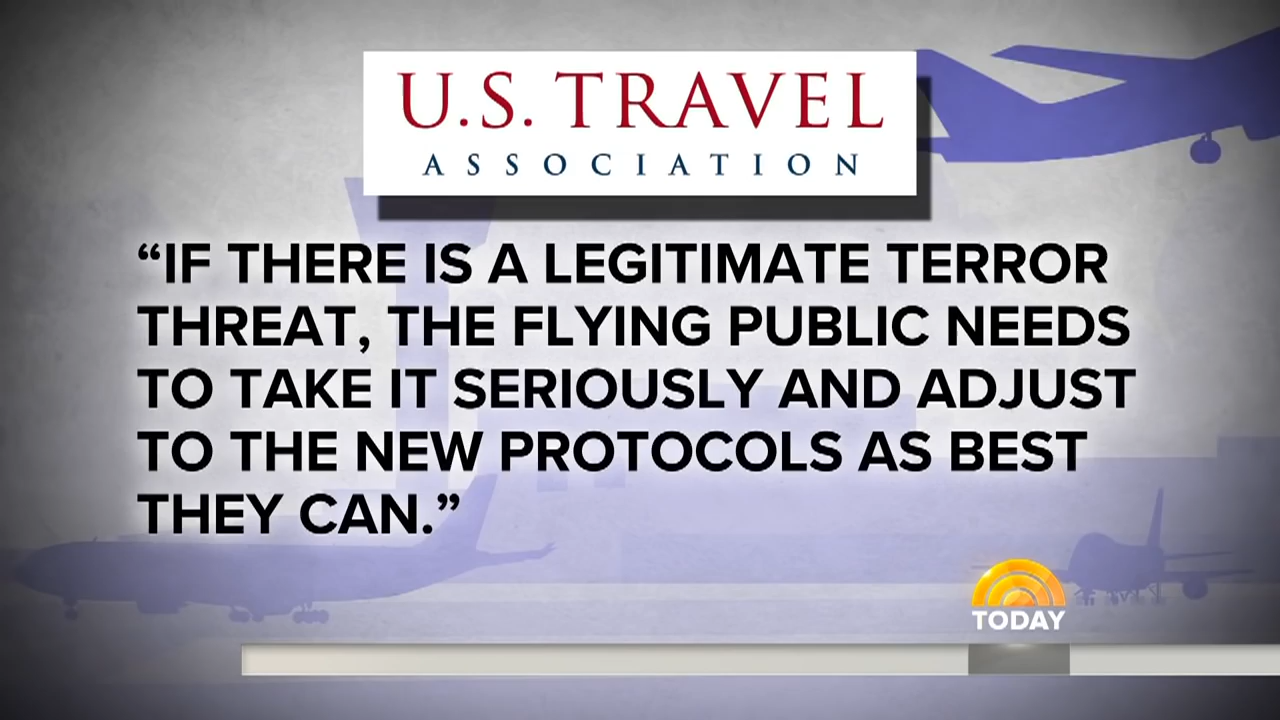 U.S. TRAVEL
ASSOCIATION
“IF THERE IS A LEGITIMATE TERROR
THREAT, THE FLYING PUBLIC NEEDS
TO TAKE IT SERIOUSLY AND ADJUST
TO THE NEW PROTOCOLS AS BEST
THEY CAN.”
TODAY